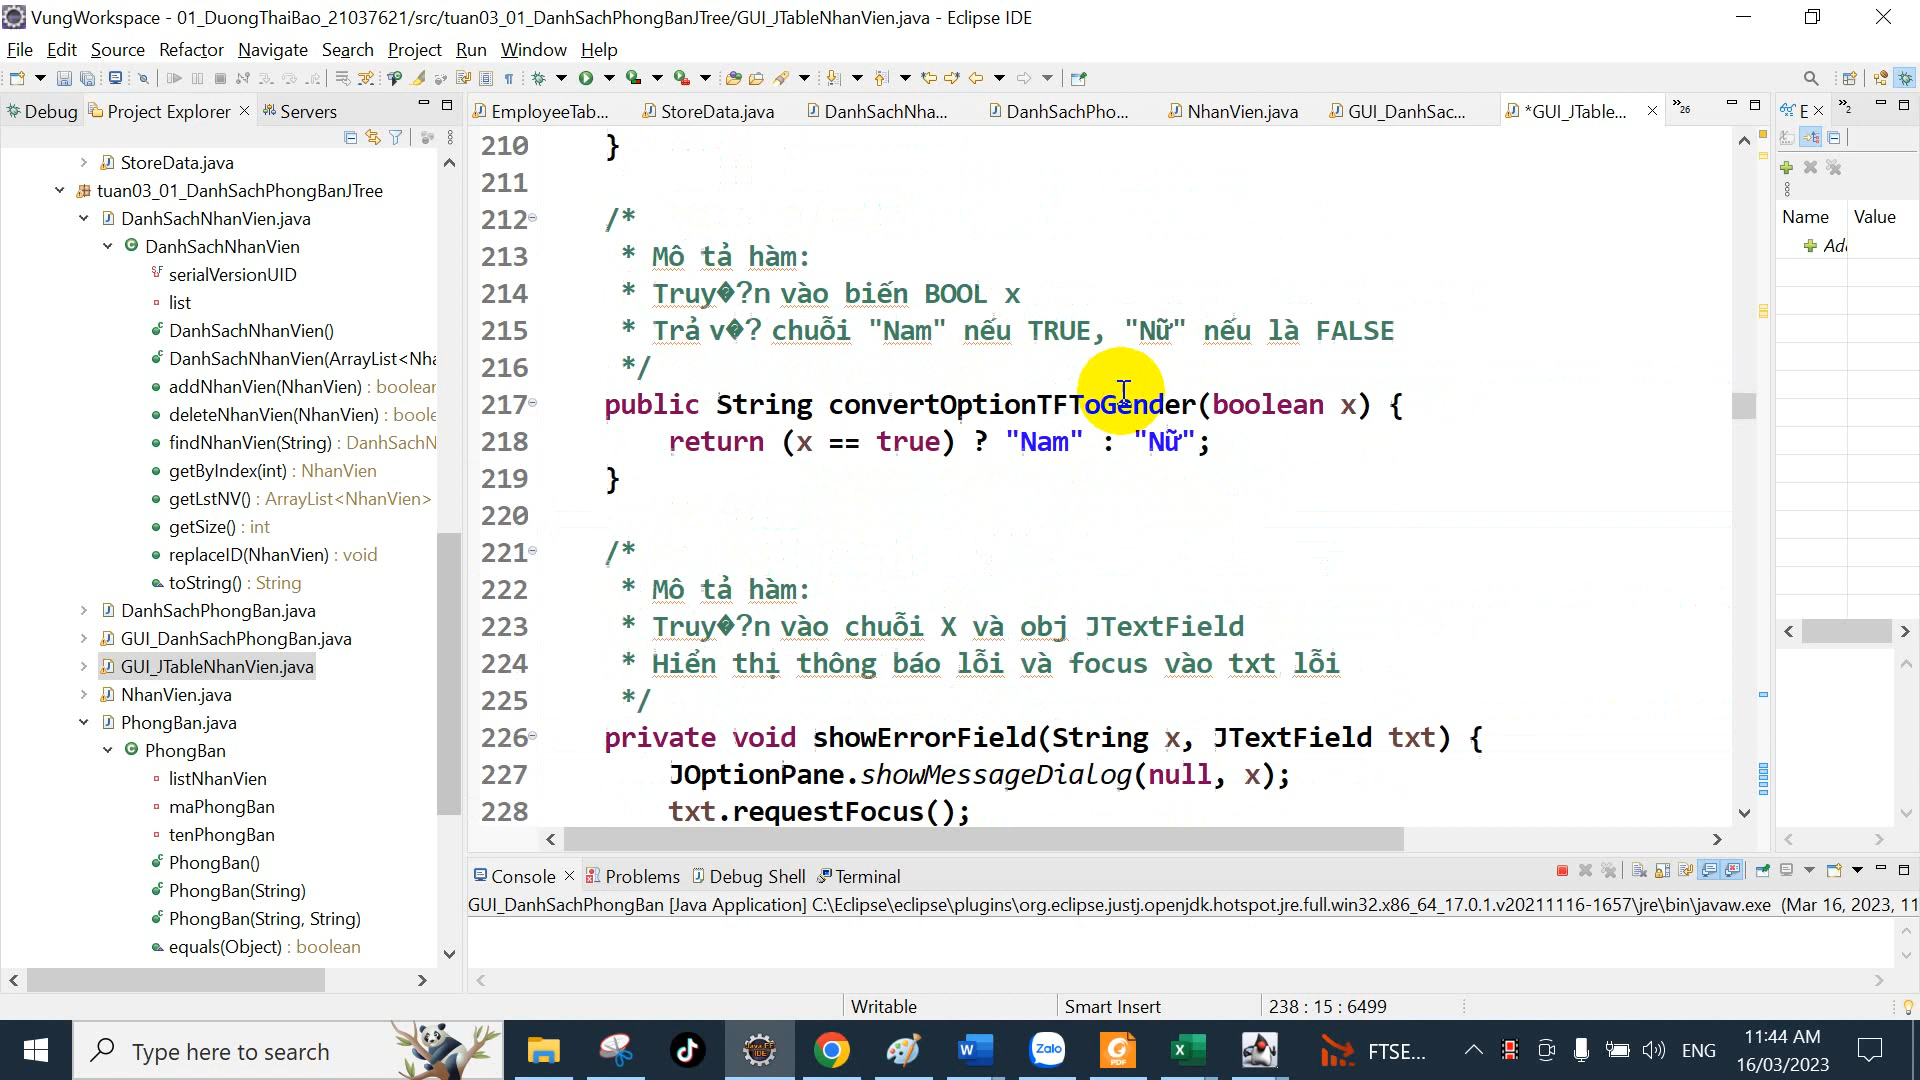 VungWorkspace - 01_DuongThaiBao_21037621/src/tuan03_01_DanhSachPhongBanJTree/GUI_JTableNhanVien.java - Eclipse IDE
File Edit Source Refactor Navigate Search Project Run Window Help
Debug Project Explorer Servers
EmployeeTab... StoreData.java DanhSachNha... DanhSachPho... NhanVien.java GUI_DanhSac... *GUI_JTable... »26
E »2
StoreData.java
tuan03_01_DanhSachPhongBanJTree
DanhSachNhanVien.java
DanhSachNhanVien
serialVersionUID
list
DanhSachNhanVien()
DanhSachNhanVien(ArrayList<Nha
addNhanVien(NhanVien) : boolean
deleteNhanVien(NhanVien) : boole
findNhanVien(String) : DanhSachN
getByIndex(int) : NhanVien
getLstNV() : ArrayList<NhanVien>
getSize() : int
replaceID(NhanVien) : void
toString() : String
DanhSachPhongBan.java
GUI_DanhSachPhongBan.java
GUI_JTableNhanVien.java
NhanVien.java
PhongBan.java
PhongBan
listNhanVien
maPhongBan
tenPhongBan
PhongBan()
PhongBan(String)
PhongBan(String, String)
equals(Object) : boolean
210 }
211
212 /*
213 * Mô tả hàm:
214 * Truy�?n vào biến BOOL x
215 * Trả v�? chuỗi "Nam" nếu TRUE, "Nữ" nếu là FALSE
216 */
217 public String convertOptionTFToGender(boolean x) {
218 return (x == true) ? "Nam" : "Nữ";
219 }
220
221 /*
222 * Mô tả hàm:
223 * Truy�?n vào chuỗi X và obj JTextField
224 * Hiển thị thông báo lỗi và focus vào txt lỗi
225 */
226 private void showErrorField(String x, JTextField txt) {
227 JOptionPane.showMessageDialog(null, x);
228 txt.requestFocus();
Name Value
Ad
Console Problems Debug Shell Terminal
GUI_DanhSachPhongBan [Java Application] C:\Eclipse\eclipse\plugins\org.eclipse.justj.openjdk.hotspot.jre.full.win32.x86_64_17.0.1.v20211116-1657\jre\bin\javaw.exe (Mar 16, 2023, 11
Writable Smart Insert 238 : 15 : 6499
Type here to search
Zalo
PDF
FTSE...
ENG
11:44 AM
16/03/2023